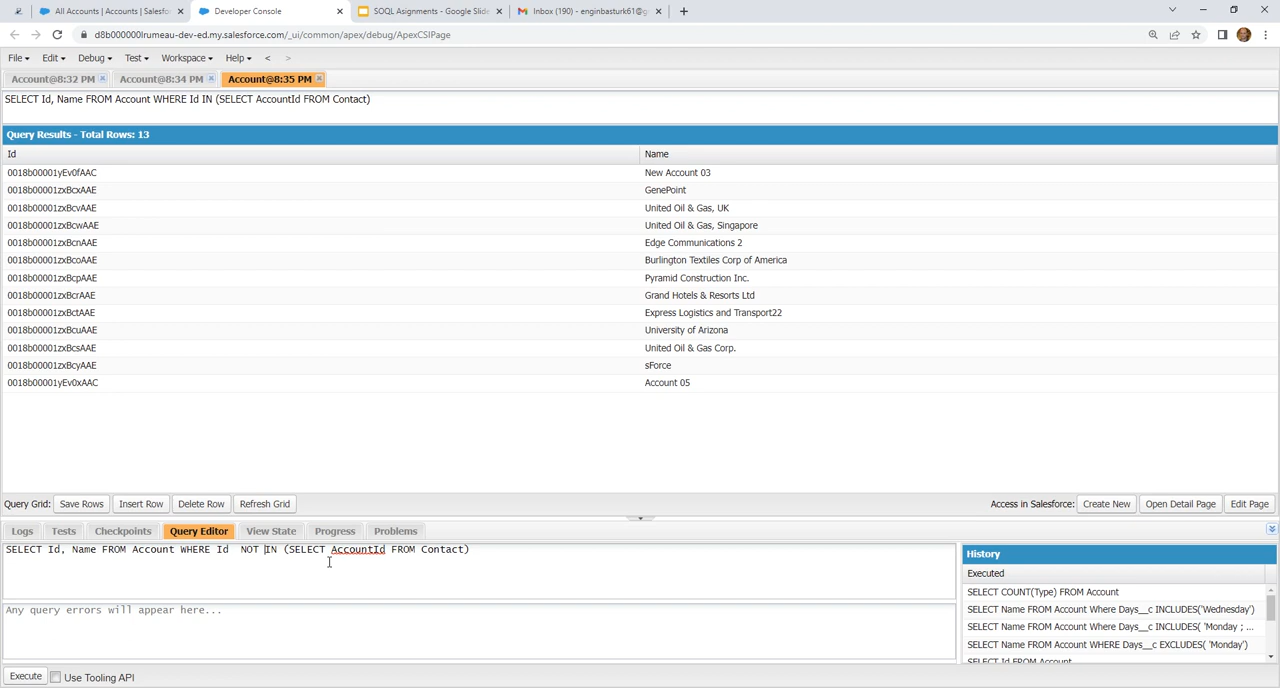 All Accounts | Accounts | Salesfo
Developer Console
SOQL Asignments - Google Slide
Inbox (190) - enginbasturk61@g
d8b000000lrumeau-dev-ed.my.salesforce.com/_ui/common/apex/debug/ApexCSIPage
File Edit Debug Test Workspace Help < >
Account@8:32 PM Account@8:34 PM Account@8:35 PM
SELECT Id, Name FROM Account WHERE Id IN (SELECT AccountId FROM Contact)
Query Results - Total Rows: 13
Id Name
0018b00001yEv0fAAC New Account 03
0018b00001zxBcxAAE GenePoint
0018b00001zxBcvAAE United Oil & Gas, UK
0018b00001zxBcwAAE United Oil & Gas, Singapore
0018b00001zxBcnAAE Edge Communications 2
0018b00001zxBcoAAE Burlington Textiles Corp of America
0018b00001zxBcpAAE Pyramid Construction Inc.
0018b00001zxBcrAAE Grand Hotels & Resorts Ltd
0018b00001zxBctAAE Express Logistics and Transport22
0018b00001zxBcuAAE University of Arizona
0018b00001zxBcsAAE United Oil & Gas Corp.
0018b00001zxBcyAAE sForce
0018b00001yEv0xAAC Account 05
Query Grid: Save Rows Insert Row Delete Row Refresh Grid Access in Salesforce: Create New Open Detail Page Edit Page
Logs Tests Checkpoints Query Editor View State Progress Problems
SELECT Id, Name FROM Account WHERE Id  NOT IN (SELECT AccountId FROM Contact)
Any query errors will appear here...
History
Executed
SELECT COUNT(Type) FROM Account
SELECT Name FROM Account Where Days__c INCLUDES('Wednesday')
SELECT Name FROM Account Where Days__c INCLUDES( 'Monday ; ...
SELECT Name FROM Account WHERE Days__c EXCLUDES( 'Monday')
SELECT Id FROM Account
Execute Use Tooling API